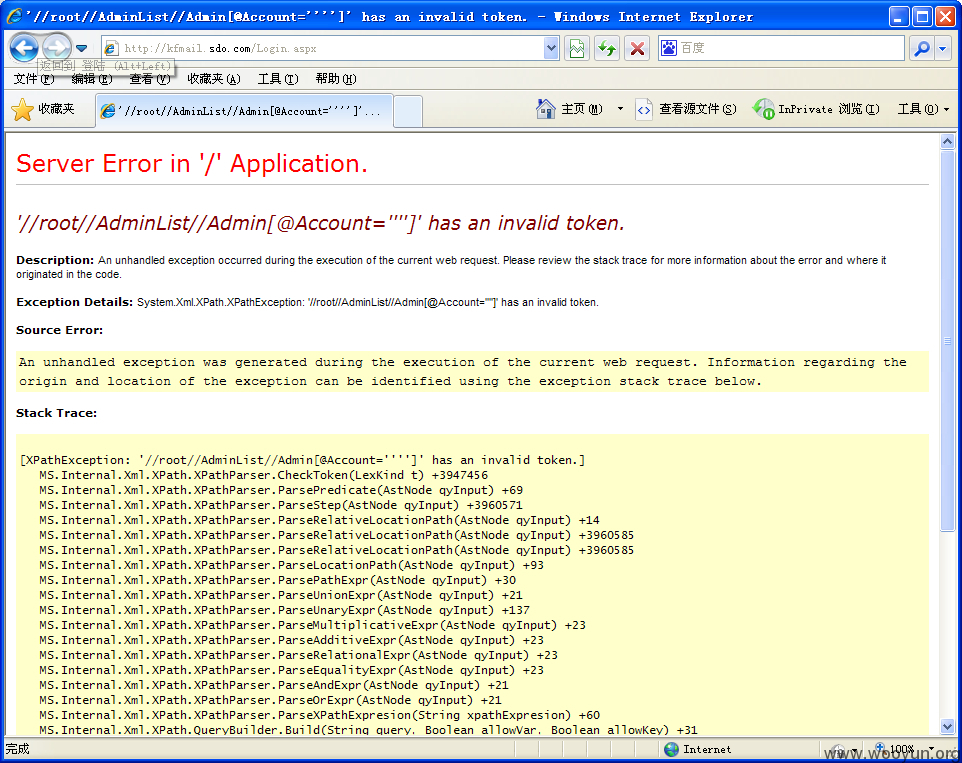 '//root//AdminList//Admin[@Account='''']' has an invalid token. - Windows Internet Explorer
http://kfmail.sdo.com/Login.aspx
百度
返回到 登陆 (Alt+Left)
文件(F) 编辑(E) 查看(V) 收藏夹(A) 工具(T) 帮助(H)
收藏夹
'//root//AdminList//Admin[@Account='''']'...
主页(M)
查看源文件(S)
InPrivate 浏览(I)
工具(O)
Server Error in '/' Application.
'//root//AdminList//Admin[@Account='''']' has an invalid token.
Description: An unhandled exception occurred during the execution of the current web request. Please review the stack trace for more information about the error and where it
originated in the code.
Exception Details: System.Xml.XPath.XPathException: '//root//AdminList//Admin[@Account='''']' has an invalid token.
Source Error:
An unhandled exception was generated during the execution of the current web request. Information regarding the
origin and location of the exception can be identified using the exception stack trace below.
Stack Trace:
[XPathException: '//root//AdminList//Admin[@Account='''']' has an invalid token.]
MS.Internal.Xml.XPath.XPathParser.CheckToken(LexKind t) +3947456
MS.Internal.Xml.XPath.XPathParser.ParsePredicate(AstNode qyInput) +69
MS.Internal.Xml.XPath.XPathParser.ParseStep(AstNode qyInput) +3960571
MS.Internal.Xml.XPath.XPathParser.ParseRelativeLocationPath(AstNode qyInput) +14
MS.Internal.Xml.XPath.XPathParser.ParseRelativeLocationPath(AstNode qyInput) +3960585
MS.Internal.Xml.XPath.XPathParser.ParseRelativeLocationPath(AstNode qyInput) +3960585
MS.Internal.Xml.XPath.XPathParser.ParseLocationPath(AstNode qyInput) +93
MS.Internal.Xml.XPath.XPathParser.ParsePathExpr(AstNode qyInput) +30
MS.Internal.Xml.XPath.XPathParser.ParseUnionExpr(AstNode qyInput) +21
MS.Internal.Xml.XPath.XPathParser.ParseUnaryExpr(AstNode qyInput) +137
MS.Internal.Xml.XPath.XPathParser.ParseMultiplicativeExpr(AstNode qyInput) +23
MS.Internal.Xml.XPath.XPathParser.ParseAdditiveExpr(AstNode qyInput) +23
MS.Internal.Xml.XPath.XPathParser.ParseRelationalExpr(AstNode qyInput) +23
MS.Internal.Xml.XPath.XPathParser.ParseEqualityExpr(AstNode qyInput) +23
MS.Internal.Xml.XPath.XPathParser.ParseAndExpr(AstNode qyInput) +21
MS.Internal.Xml.XPath.XPathParser.ParseOrExpr(AstNode qyInput) +21
MS.Internal.Xml.XPath.XPathParser.ParseXPathExpresion(String xpathExpresion) +60
MS.Internal.Xml.XPath.QueryBuilder.Build(String query, Boolean allowVar, Boolean allowKey) +31
完成
Internet
100%
www.wooyun.org